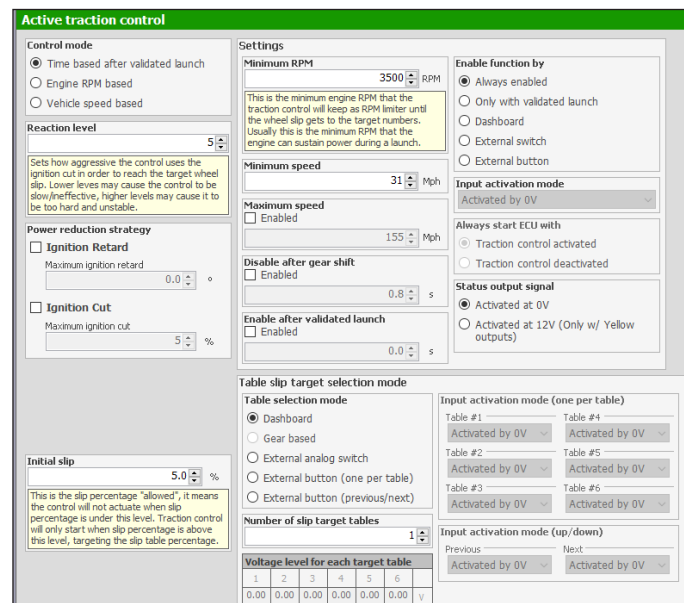 Active traction control
Control mode
Time based after validated launch
Engine RPM based
Vehicle speed based
Reaction level
5
Sets how aggressive the control uses the
ignition cut in order to reach the target wheel
slip. Lower leves may cause the control to be
slow/neffective, higher levels may cause it to
be too hard and unstable.
Power reduction strategy
Ignition Retard
Maximum ignition retard
0.0 °
Ignition Cut
Maximum ignition cut
5 %
Initial slip
5.0 %
This is the slip percentage "allowed", it means
the control will not actuate when slip
percentage is under this level. Traction control
will only start when slip percentage is above
this level, targeting the slip table percentage.
Settings
Minimum RPM
3500 RPM
This is the minimum engine RPM that the
traction control will keep as RPM limiter until
the wheel slip gets to the target numbers.
Usually this is the minimum RPM that the
engine can sustain power during a launch.
Minimum speed
31 Mph
Maximum speed
Enabled
155 Mph
Disable after gear shift
Enabled
0.8 s
Enable after validated launch
Enabled
0.0 s
Enable function by
Always enabled
Only with validated launch
Dashboard
External switch
External button
Input activation mode
Activated by 0V
Always start ECU with
Traction control activated
Traction control deactivated
Status output signal
Activated at 0V
Activated at 12V (Only w/ Yellow
outputs)
Table slip target selection mode
Table selection mode
Dashboard
Gear based
External analog switch
External button (one per table)
External button (previous/next)
Number of slip target tables
1
Voltage level for each target table
1 2 3 4 5 6
0.00 0.00 0.00 0.00 0.00 0.00 V
Input activation mode (one per table)
Table #1 Table #4
Activated by 0V Activated by 0V
Table #2 Table #5
Activated by 0V Activated by 0V
Table #3 Table #6
Activated by 0V Activated by 0V
Input activation mode (up/down)
Previous Next
Activated by 0V Activated by 0V